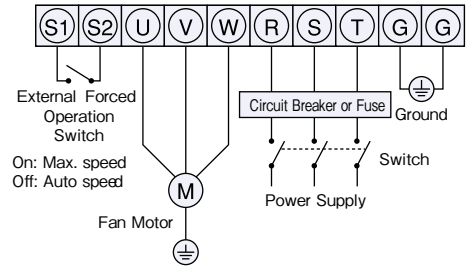 S1 S2 U V W R S T G G
External Forced
Operation
Switch
On: Max. speed
Off: Auto speed
Circuit Breaker or Fuse
Ground
Switch
Power Supply
M
Fan Motor